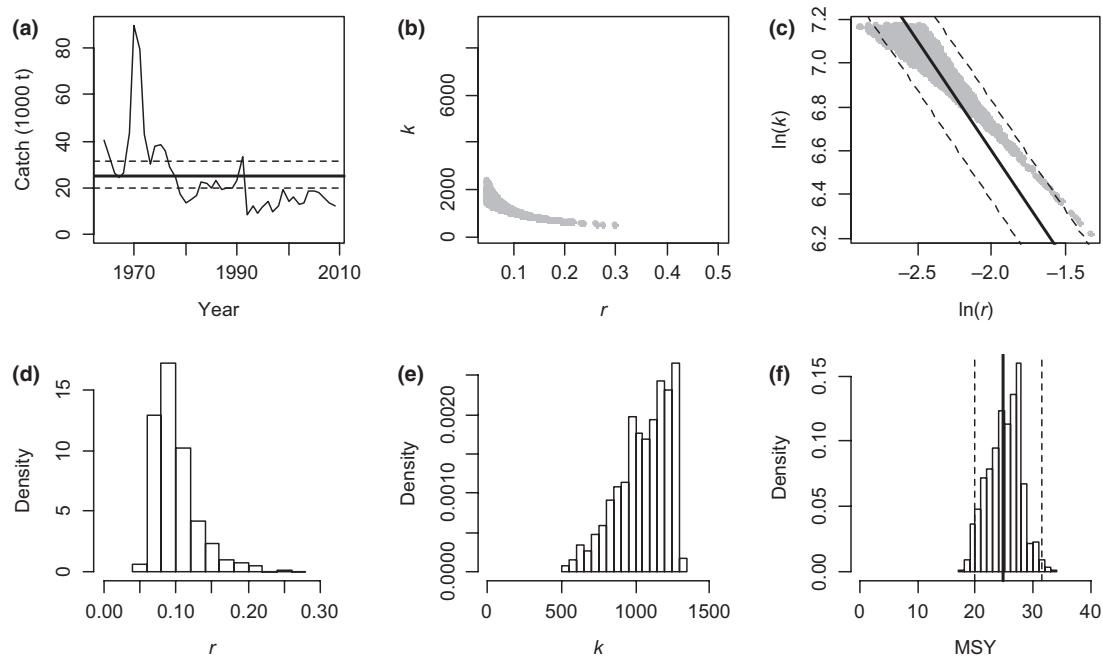 (a)
Catch (1000 t)
0 20 40 60 80
1970 1990 2010
Year
(b)
k
0 2000 6000
0.1 0.2 0.3 0.4 0.5
r
(c)
ln(k)
6.2 6.4 6.6 6.8 7.0 7.2
–2.5 –2.0 –1.5
ln(r)
(d)
Density
0 5 10 15
0.00 0.10 0.20 0.30
r
(e)
Density
0.0000 0.0010 0.0020
0 500 1000 1500
k
(f)
Density
0.00 0.05 0.10 0.15
0 10 20 30 40
MSY